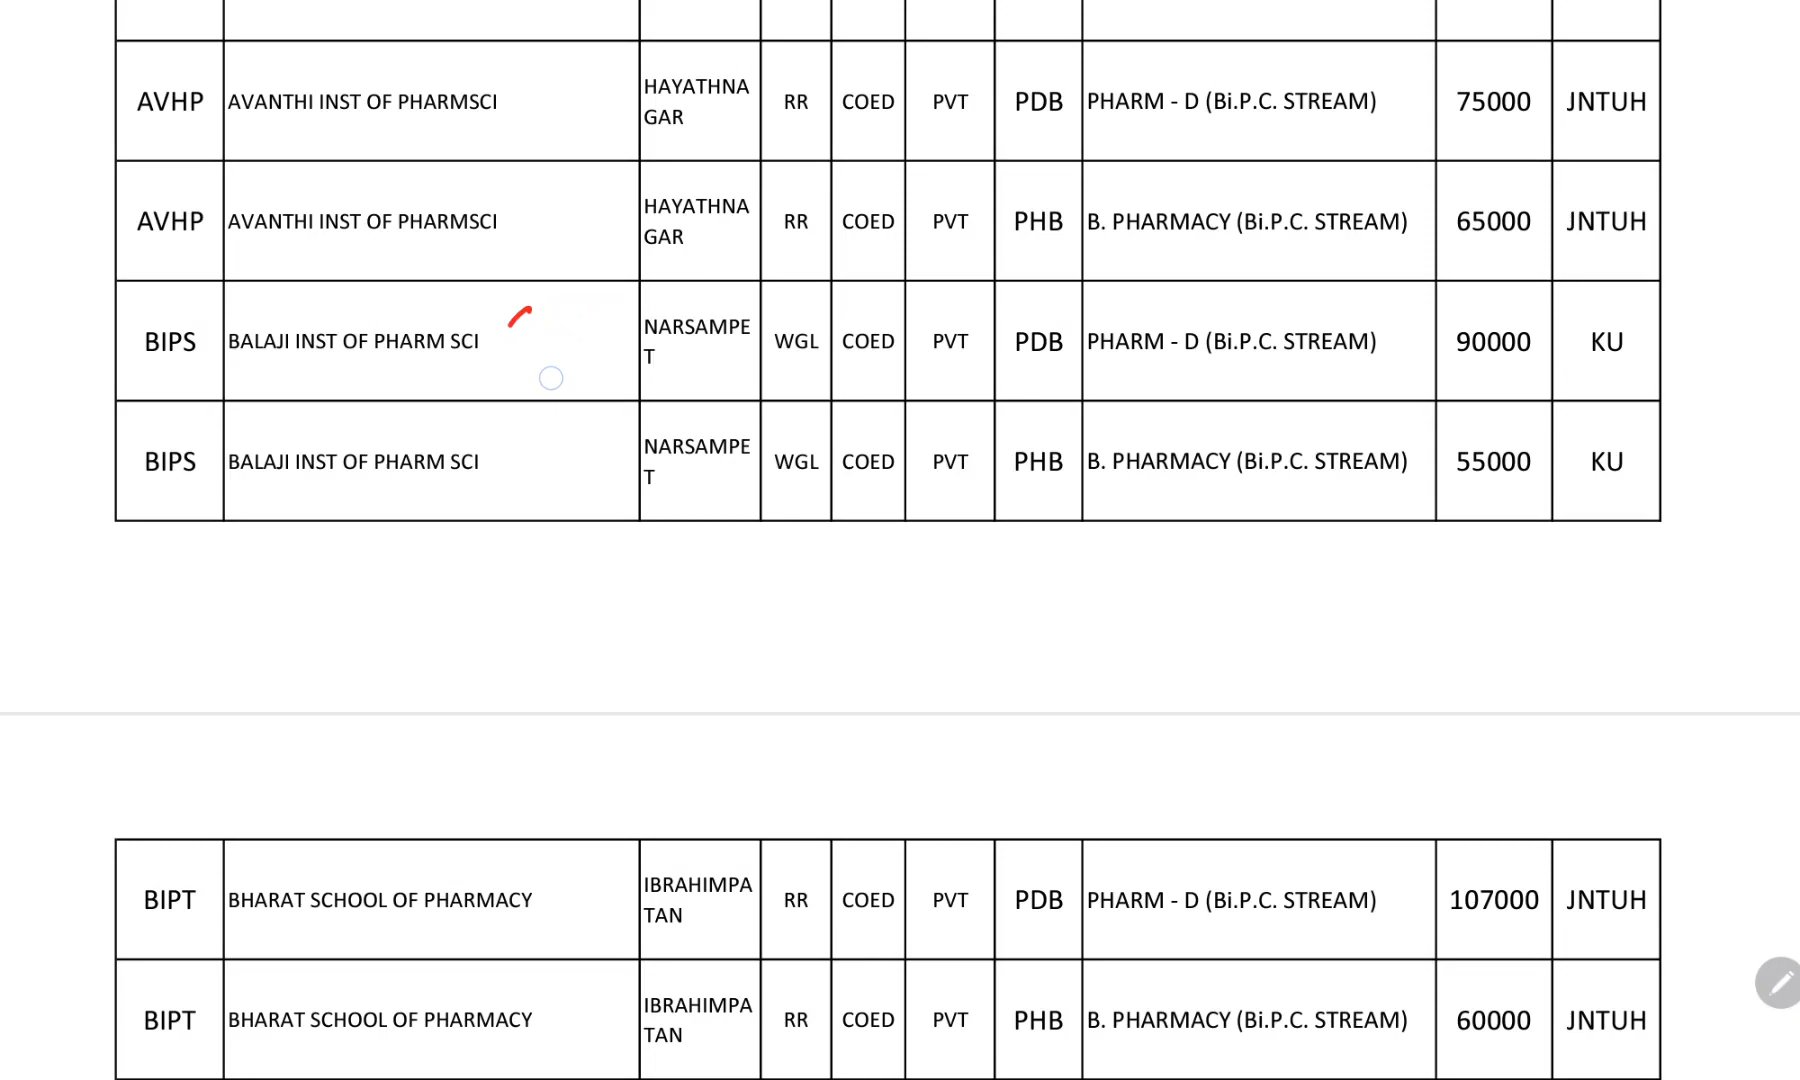 AVHP AVANTHI INST OF PHARMSCI HAYATHNA GAR RR COED PVT PDB PHARM - D (Bi.P.C. STREAM) 75000 JNTUH
AVHP AVANTHI INST OF PHARMSCI HAYATHNA GAR RR COED PVT PHB B. PHARMACY (Bi.P.C. STREAM) 65000 JNTUH
BIPS BALAJI INST OF PHARM SCI NARSAMPE T WGL COED PVT PDB PHARM - D (Bi.P.C. STREAM) 90000 KU
BIPS BALAJI INST OF PHARM SCI NARSAMPE T WGL COED PVT PHB B. PHARMACY (Bi.P.C. STREAM) 55000 KU
BIPT BHARAT SCHOOL OF PHARMACY IBRAHIMPA TAN RR COED PVT PDB PHARM - D (Bi.P.C. STREAM) 107000 JNTUH
BIPT BHARAT SCHOOL OF PHARMACY IBRAHIMPA TAN RR COED PVT PHB B. PHARMACY (Bi.P.C. STREAM) 60000 JNTUH